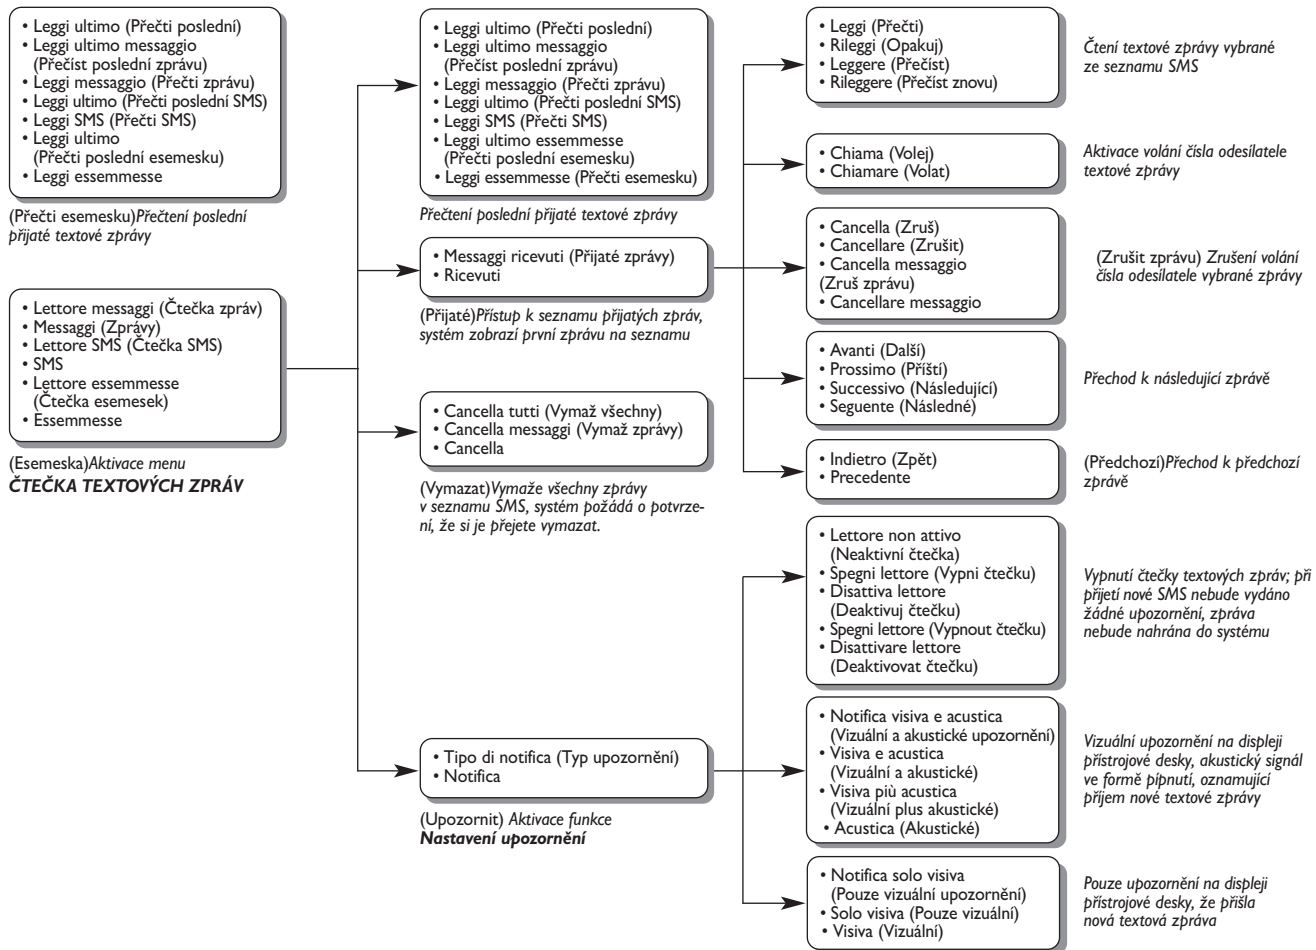 • Leggi ultimo (Přečti poslední)
• Leggi ultimo messaggio
(Přečíst poslední zprávu)
• Leggi messaggio (Přečti zprávu)
• Leggi ultimo (Přečti poslední SMS)
• Leggi SMS (Přečti SMS)
• Leggi ultimo
(Přečti poslední esemesku)
• Leggi essemmesse
(Přečti esemesku)Přečtení poslední
přijaté textové zprávy
• Lettore messaggi (Čtečka zpráv)
• Messaggi (Zprávy)
• Lettore SMS (Čtečka SMS)
• SMS
• Lettore essemmesse
(Čtečka esemesek)
• Essemmesse
(Esemeska)Aktivace menu
ČTEČKA TEXTOVÝCH ZPRÁV
• Leggi ultimo (Přečti poslední)
• Leggi ultimo messaggio
(Přečíst poslední zprávu)
• Leggi messaggio (Přečti zprávu)
• Leggi ultimo (Přečti poslední SMS)
• Leggi SMS (Přečti SMS)
• Leggi ultimo essemmesse
(Přečti poslední esemesku)
• Leggi essemmesse (Přečti esemesku)
Přečtení poslední přijaté textové zprávy
• Messaggi ricevuti (Přijaté zprávy)
• Ricevuti
(Přijaté)Přístup k seznamu přijatých zpráv,
systém zobrazí první zprávu na seznamu
• Cancella tutti (Vymaž všechny)
• Cancella messaggi (Vymaž zprávy)
• Cancella
(Vymazat)Vymaže všechny zprávy
v seznamu SMS, systém požádá o potvrze-
ní, že si je přejete vymazat.
• Tipo di notifica (Typ upozornění)
• Notifica
(Upozornit) Aktivace funkce
Nastavení upozornění
• Leggi (Přečti)
• Rileggi (Opakuj)
• Leggere (Přečíst)
• Rileggere (Přečíst znovu)
Čtení textové zprávy vybrané
ze seznamu SMS
• Chiama (Volej)
• Chiamare (Volat)
Aktivace volání čísla odesílatele
textové zprávy
• Cancella (Zruš)
• Cancellare (Zrušit)
• Cancella messaggio
(Zruš zprávu)
• Cancellare messaggio
(Zrušit zprávu) Zrušení volání
čísla odesílatele vybrané zprávy
• Avanti (Další)
• Prossimo (Příští)
• Successivo (Následující)
• Seguente (Následné)
Přechod k následující zprávě
• Indietro (Zpět)
• Precedente
(Předchozí)Přechod k předchozí
zprávě
• Lettore non attivo
(Neaktivní čtečka)
• Spegni lettore (Vypni čtečku)
• Disattiva lettore
(Deaktivuj čtečku)
• Spegni lettore (Vypnout čtečku)
• Disattivare lettore
(Deaktivovat čtečku)
Vypnutí čtečky textových zpráv; při
přijetí nové SMS nebude vydáno
žádné upozornění, zpráva
nebude nahrána do systému
• Notifica visiva e acustica
(Vizuální a akustické upozornění)
• Visiva e acustica
(Vizuální a akustické)
• Visiva più acustica
(Vizuální plus akustické)
• Acustica (Akustické)
Vizuální upozornění na displeji
přístrojové desky, akustický signál
ve formě pípnutí, oznamující
příjem nové textové zprávy
• Notifica solo visiva
(Pouze vizuální upozornění)
• Solo visiva (Pouze vizuální)
• Visiva (Vizuální)
Pouze upozornění na displeji
přístrojové desky, že přišla
nová textová zpráva